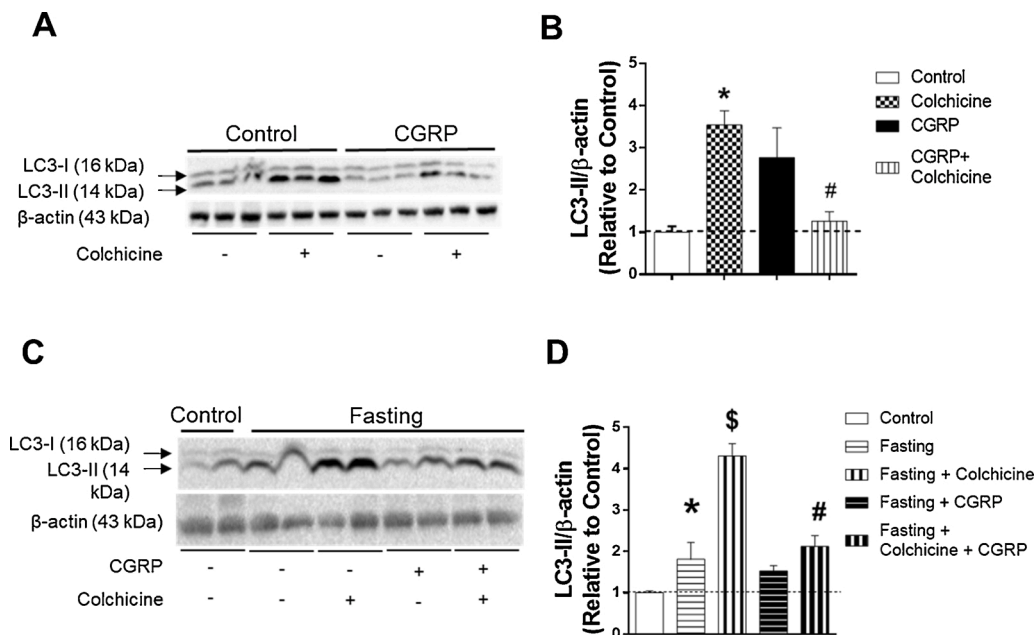 A
Control CGRP
LC3-I (16 kDa)
LC3-II (14 kDa)
β-actin (43 kDa)
Colchicine - + - +
B
LC3-II/β-actin
(Relative to Control)
5
4
3
2
1
0
*
#
Control
Colchicine
CGRP
CGRP+
Colchicine
C
Control Fasting
LC3-I (16 kDa)
LC3-II (14
kDa)
β-actin (43 kDa)
CGRP - - - + +
Colchicine - - + - +
D
LC3-II/β-actin
(Relative to Control)
5
4
3
2
1
0
*
$
#
Control
Fasting
Fasting + Colchicine
Fasting + CGRP
Fasting +
Colchicine + CGRP